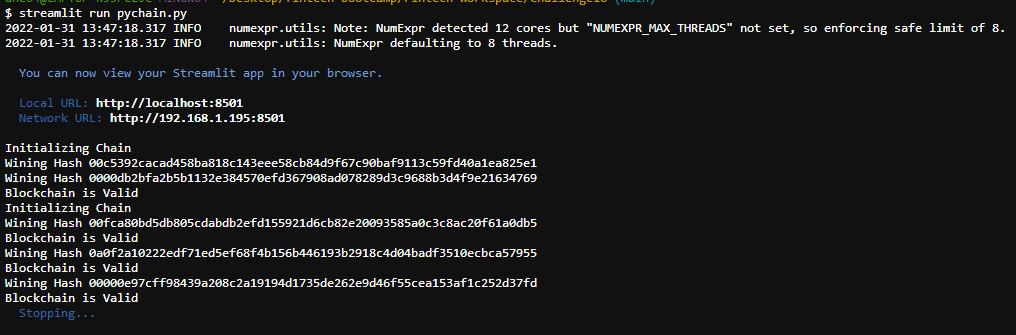 $ streamlit run pychain.py
2022-01-31 13:47:18.317 INFO    numexpr.utils: Note: NumExpr detected 12 cores but "NUMEXPR_MAX_THREADS" not set, so enforcing safe limit of 8.
2022-01-31 13:47:18.317 INFO    numexpr.utils: NumExpr defaulting to 8 threads.
You can now view your Streamlit app in your browser.
Local URL: http://localhost:8501
Network URL: http://192.168.1.195:8501
Initializing Chain
Wining Hash 00c5392cacad458ba818c143eee58cb84d9f67c90baf9113c59fd40a1ea825e1
Wining Hash 0000db2bfa2b5b1132e384570efd367908ad078289d3c9688b3d4f9e21634769
Blockchain is Valid
Initializing Chain
Wining Hash 00fca80bd5db805cdabdb2efd155921d6cb82e20093585a0c3c8ac20f61a0db5
Blockchain is Valid
Wining Hash 0a0f2a10222edf71ed5ef68f4b156b446193b2918c4d04badf3510ecbca57955
Blockchain is Valid
Wining Hash 00000e97cff98439a208c2a19194d1735de262e9d46f55cea153af1c252d37fd
Blockchain is Valid
Stopping...